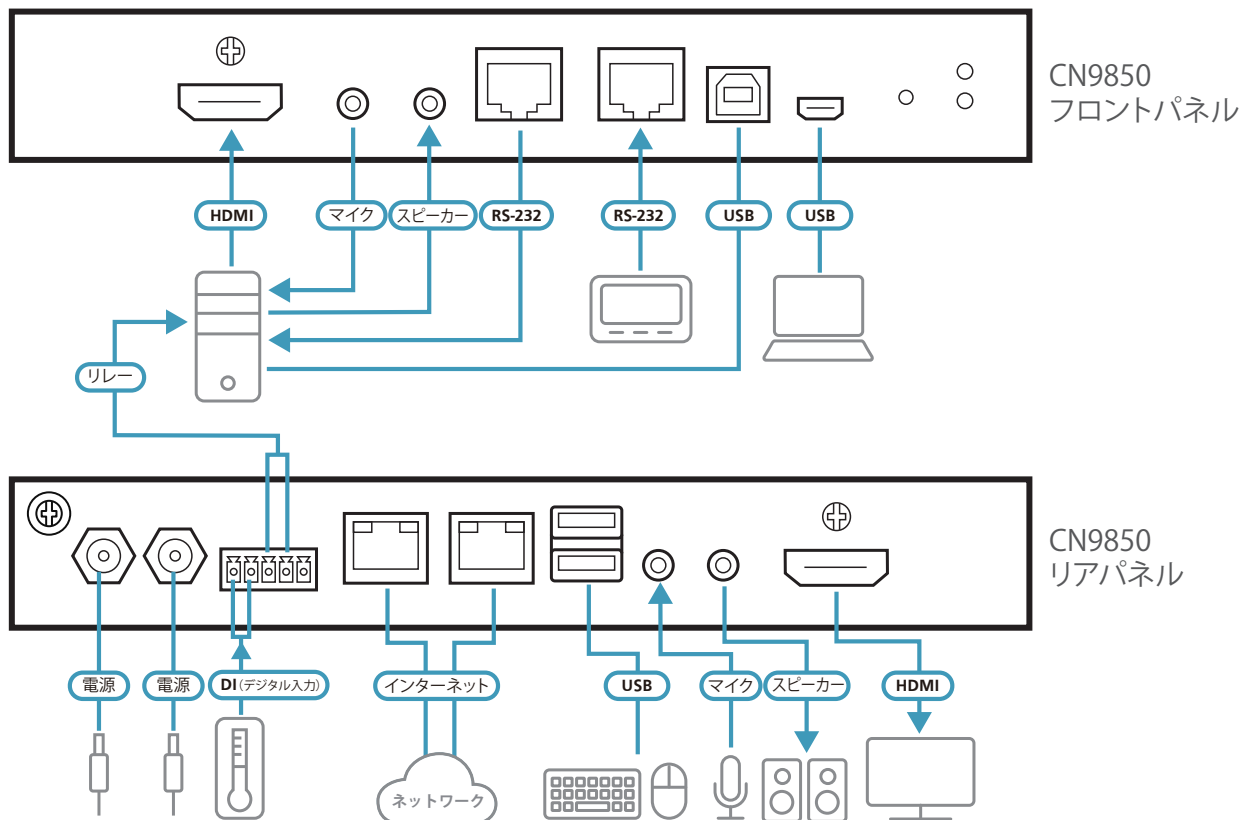 CN9850
フロントパネル
HDMI
マイク
スピーカー
RS-232
RS-232
USB
USB
リレー
CN9850
リアパネル
電源
電源
DI(デジタル入力)
インターネット
USB
マイク
スピーカー
HDMI
ネットワーク